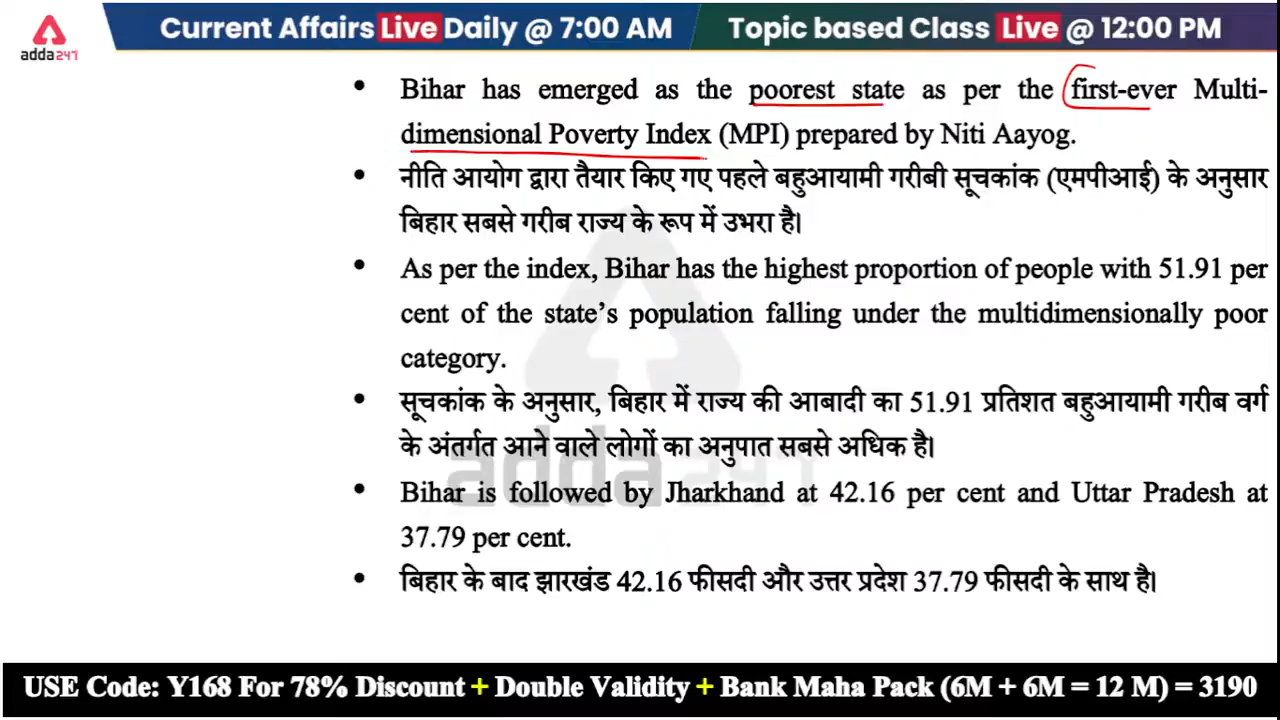 Current Affairs Live Daily @ 7:00 AM
Topic based Class Live @ 12:00 PM
adda247
• Bihar has emerged as the poorest state as per the first-ever Multi-
dimensional Poverty Index (MPI) prepared by Niti Aayog.
• नीति आयोग द्वारा तैयार किए गए पहले बहुआयामी गरीबी सूचकांक (एमपीआई) के अनुसार
बिहार सबसे गरीब राज्य के रूप में उभरा है।
• As per the index, Bihar has the highest proportion of people with 51.91 per
cent of the state's population falling under the multidimensionally poor
category.
• सूचकांक के अनुसार, बिहार में राज्य की आबादी का 51.91 प्रतिशत बहुआयामी गरीब वर्ग
के अंतर्गत आने वाले लोगों का अनुपात सबसे अधिक है।
• Bihar is followed by Jharkhand at 42.16 per cent and Uttar Pradesh at
37.79 per cent.
• बिहार के बाद झारखंड 42.16 फीसदी और उत्तर प्रदेश 37.79 फीसदी के साथ है।
adda247
USE Code: Y168 For 78% Discount + Double Validity + Bank Maha Pack (6M + 6M = 12 M) = 3190